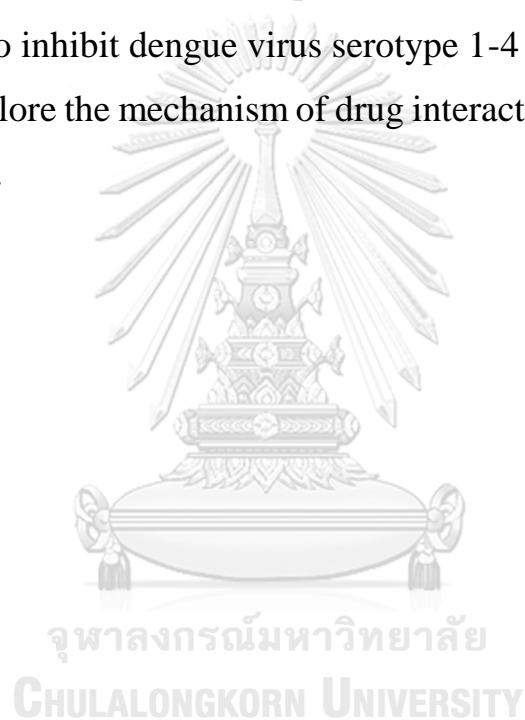 o inhibit dengue virus serotype 1-4
lore the mechanism of drug interact
จุฬาลงกรณ์มหาวิทยาลัย
CHULALONGKORN UNIVERSITY